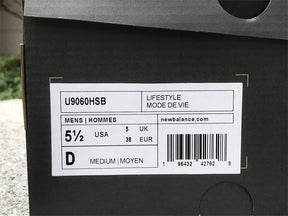 U9060HSB
LIFESTYLE
MODE DE VIE
MENS | HOMMES
newbalance.com
5½ USA 5 UK
38 EUR
D MEDIUM | MOYEN
1 96432 42762 8